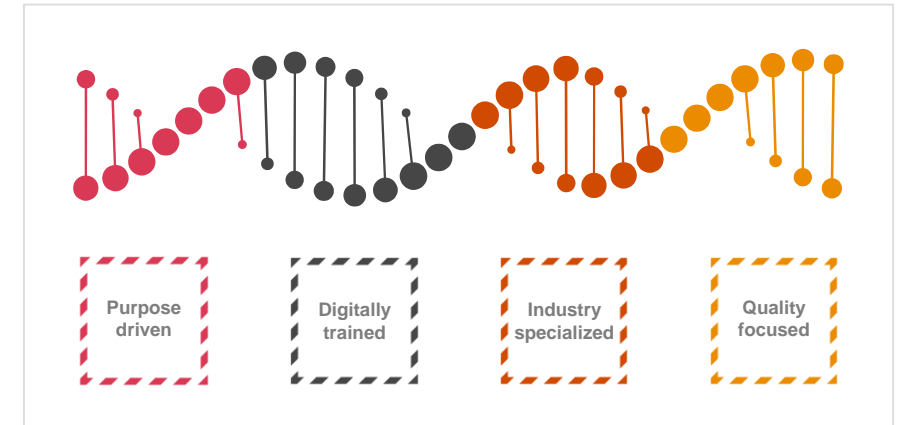 Purpose
driven
Digitally
trained
Industry
specialized
Quality
focused